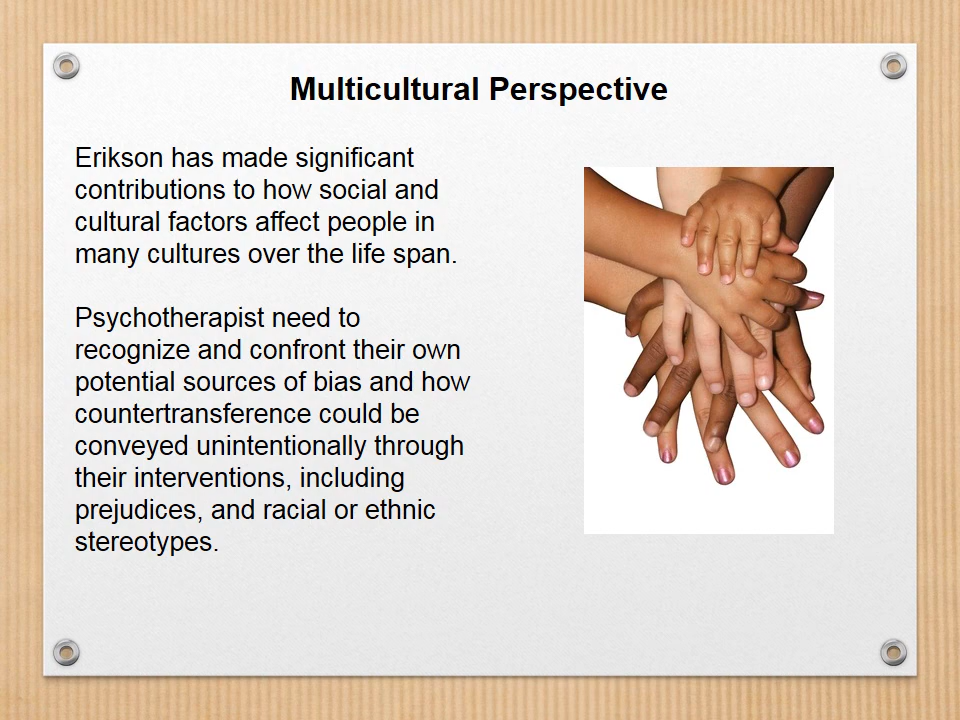 Multicultural Perspective
Erikson has made significant
contributions to how social and
cultural factors affect people in
many cultures over the life span.
Psychotherapist need to
recognize and confront their own
potential sources of bias and how
countertransference could be
conveyed unintentionally through
their interventions, including
prejudices, and racial or ethnic
stereotypes.